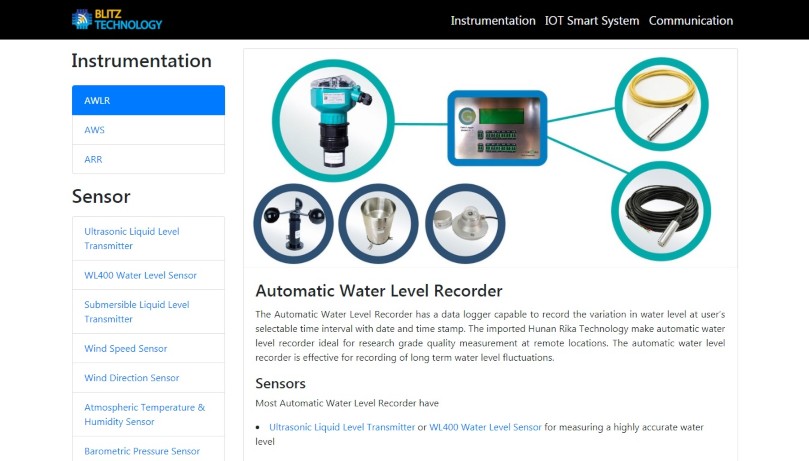 BLITZ
TECHNOLOGY
Instrumentation IOT Smart System Communication
Instrumentation
AWLR
AWS
ARR
Sensor
Ultrasonic Liquid Level
Transmitter
WL400 Water Level Sensor
Submersible Liquid Level
Transmitter
Wind Speed Sensor
Wind Direction Sensor
Atmospheric Temperature &
Humidity Sensor
Barometric Pressure Sensor
Automatic Water Level Recorder
The Automatic Water Level Recorder has a data logger capable to record the variation in water level at user's
selectable time interval with date and time stamp. The imported Hunan Rika Technology make automatic water
level recorder ideal for research grade quality measurement at remote locations. The automatic water level
recorder is effective for recording of long term water level fluctuations.
Sensors
Most Automatic Water Level Recorder have
• Ultrasonic Liquid Level Transmitter or WL400 Water Level Sensor for measuring a highly accurate water
level